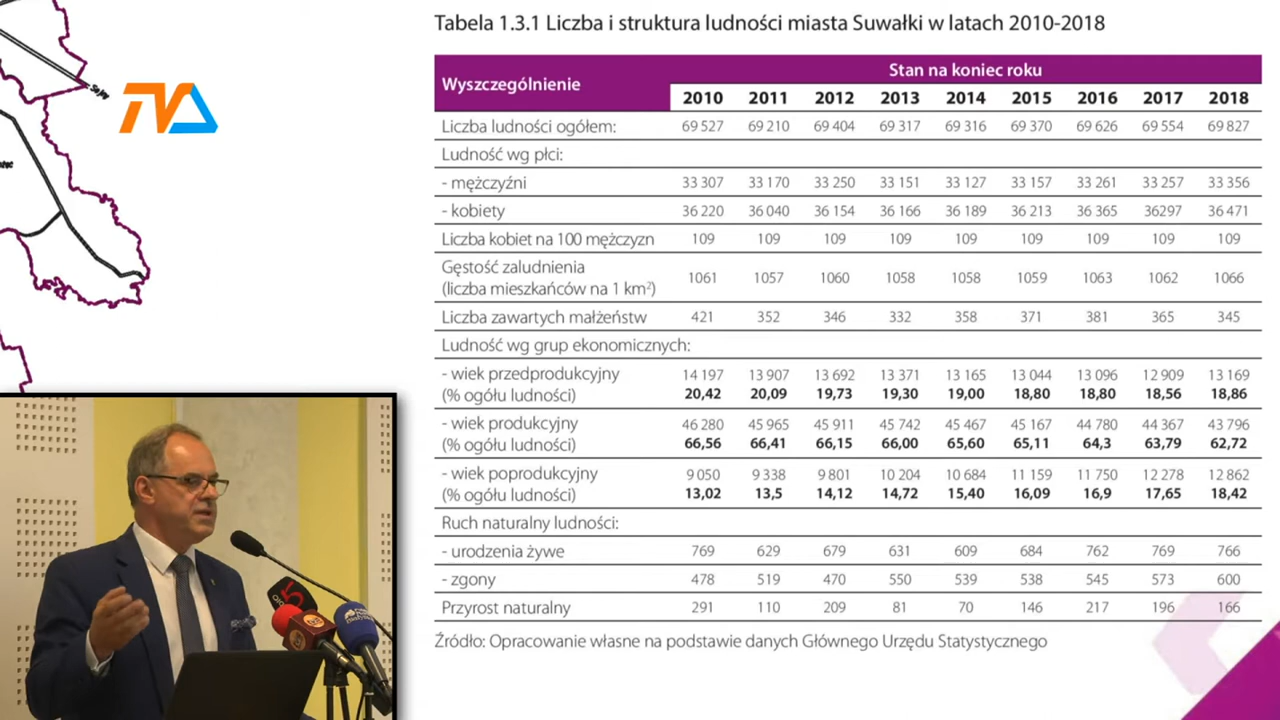 Tabela 1.3.1 Liczba i struktura ludności miasta Suwałki w latach 2010-2018
TVA
Wyszczególnienie
Stan na koniec roku
2010 2011 2012 2013 2014 2015 2016 2017 2018
Liczba ludności ogółem: 69 527 69 210 69 404 69 317 69 316 69 370 69 626 69 554 69 827
Ludność wg płci:
- mężczyźni 33 307 33 170 33 250 33 151 33 127 33 157 33 261 33 257 33 356
- kobiety 36 220 36 040 36 154 36 166 36 189 36 213 36 365 36297 36 471
Liczba kobiet na 100 mężczyzn 109 109 109 109 109 109 109 109 109
Gęstość zaludnienia
(liczba mieszkańców na 1 km²) 1061 1057 1060 1058 1058 1059 1063 1062 1066
Liczba zawartych małżeństw 421 352 346 332 358 371 381 365 345
Ludność wg grup ekonomicznych:
- wiek przedprodukcyjny 14 197 13 907 13 692 13 371 13 165 13 044 13 096 12 909 13 169
(% ogółu ludności) 20,42 20,09 19,73 19,30 19,00 18,80 18,80 18,56 18,86
- wiek produkcyjny 46 280 45 965 45 911 45 742 45 467 45 167 44 780 44 367 43 796
(% ogółu ludności) 66,56 66,41 66,15 66,00 65,60 65,11 64,3 63,79 62,72
- wiek poprodukcyjny 9 050 9 338 9 801 10 204 10 684 11 159 11 750 12 278 12 862
(% ogółu ludności) 13,02 13,5 14,12 14,72 15,40 16,09 16,9 17,65 18,42
Ruch naturalny ludności:
- urodzenia żywe 769 629 679 631 609 684 762 769 766
- zgony 478 519 470 550 539 538 545 573 600
Przyrost naturalny 291 110 209 81 70 146 217 196 166
Źródło: Opracowanie własne na podstawie danych Głównego Urzędu Statystycznego
5